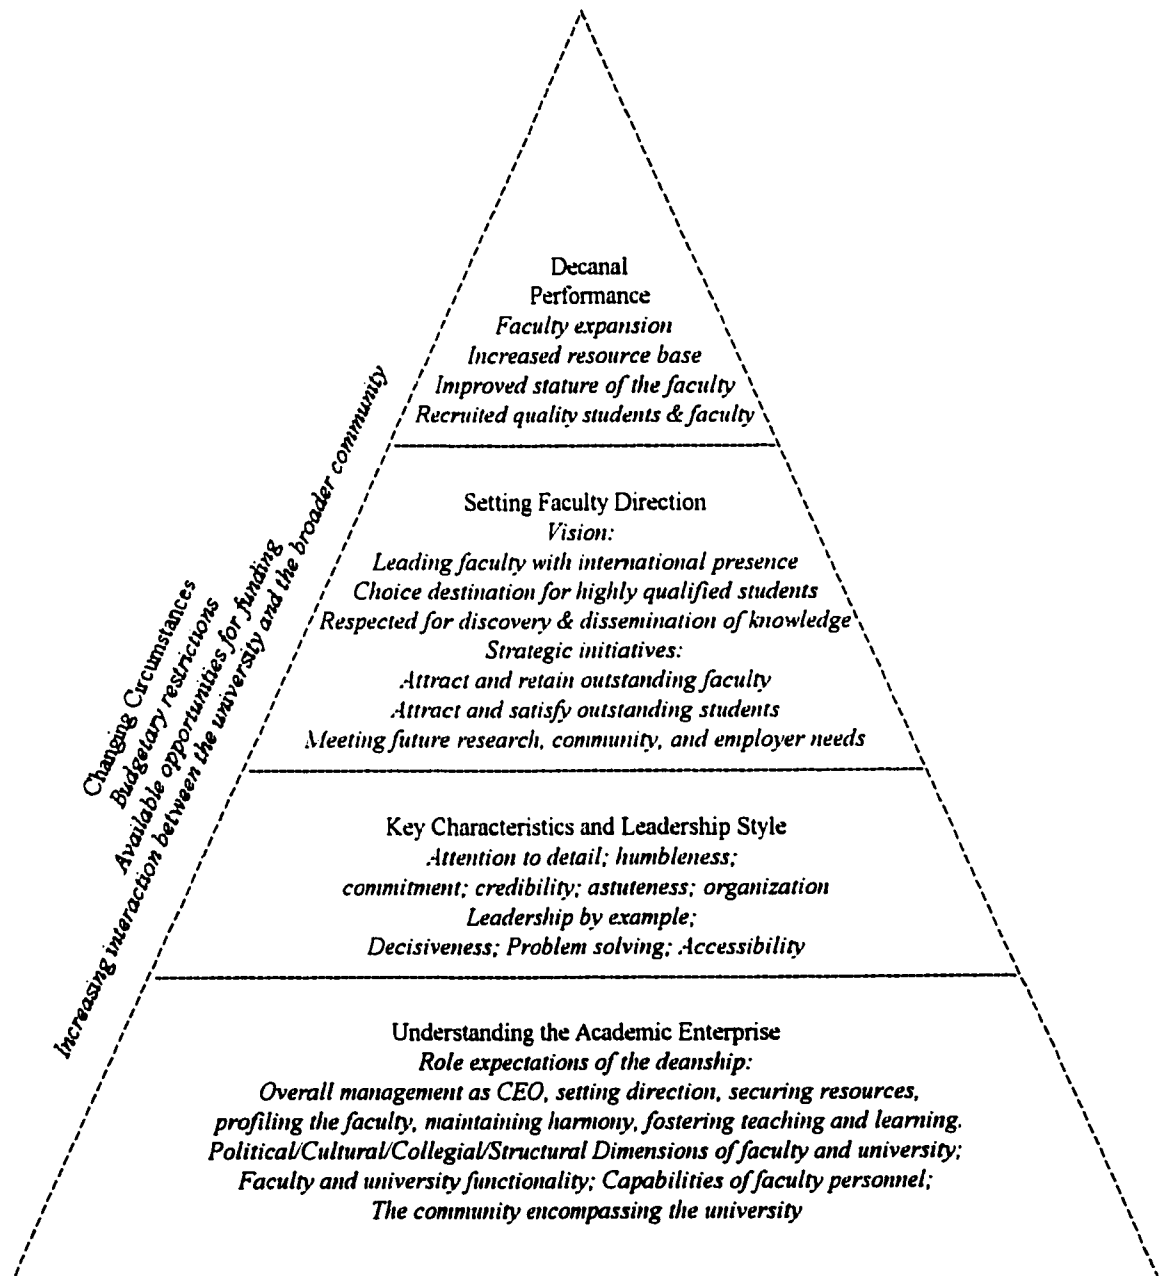 Decanal
Performance
Faculty expansion
Increased resource base
Improved stature of the faculty
Recruited quality students & faculty
Setting Faculty Direction
Vision:
Leading faculty with international presence
Choice destination for highly qualified students
Respected for discovery & dissemination of knowledge
Strategic initiatives:
Attract and retain outstanding faculty
Attract and satisfy outstanding students
Meeting future research, community, and employer needs
Key Characteristics and Leadership Style
Attention to detail; humbleness;
commitment; credibility; astuteness; organization
Leadership by example;
Decisiveness; Problem solving; Accessibility
Understanding the Academic Enterprise
Role expectations of the deanship:
Overall management as CEO, setting direction, securing resources,
profiling the faculty, maintaining harmony, fostering teaching and learning.
Political/Cultural/Collegial/Structural Dimensions of faculty and university;
Faculty and university functionality; Capabilities of faculty personnel;
The community encompassing the university
Changing Circumstances
Budgetary restrictions
Available opportunities for funding
Increasing interaction between the university and the broader community